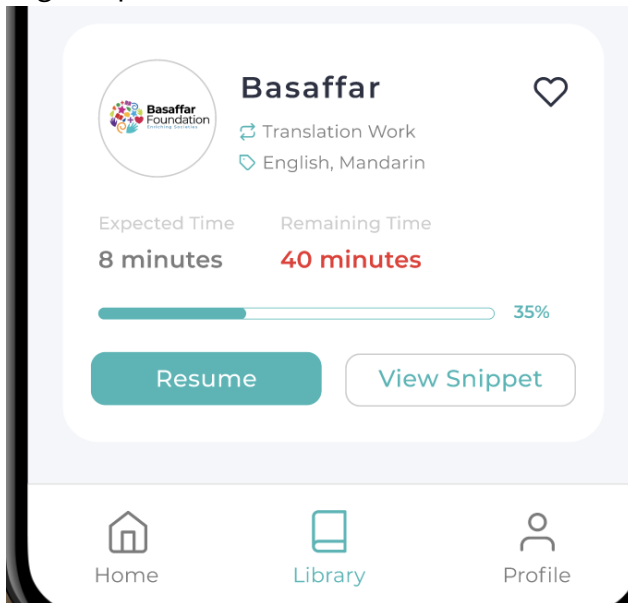 Basaffar
Basaffar
Foundation
Enriching Societies
Translation Work
English, Mandarin
Expected Time Remaining Time
8 minutes 40 minutes
35%
Resume View Snippet
Home Library Profile